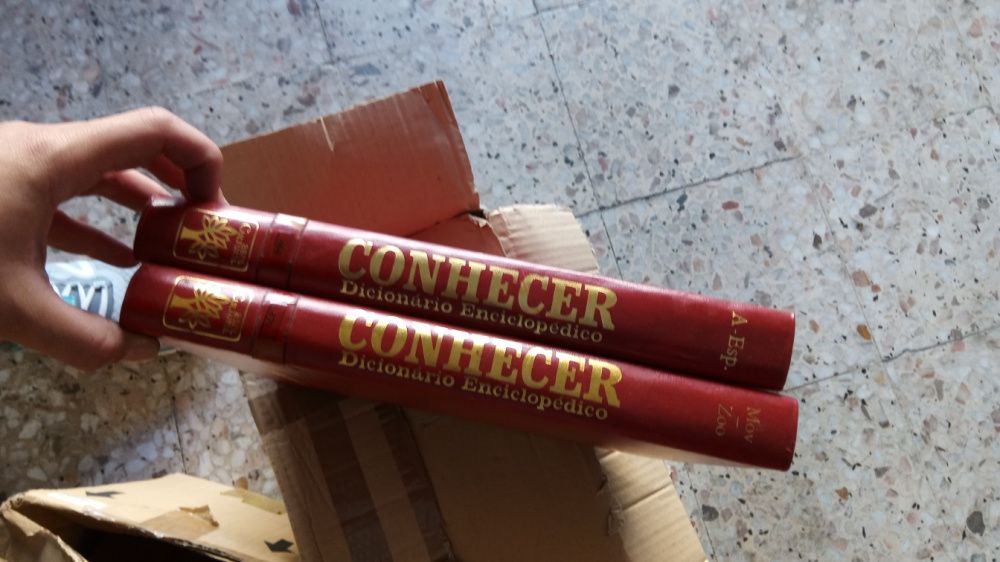 CONHECER
Dicionário Enciclopédico
A-Esp.
CONHECER
Dicionário Enciclopédico
Mov
-
Zoo